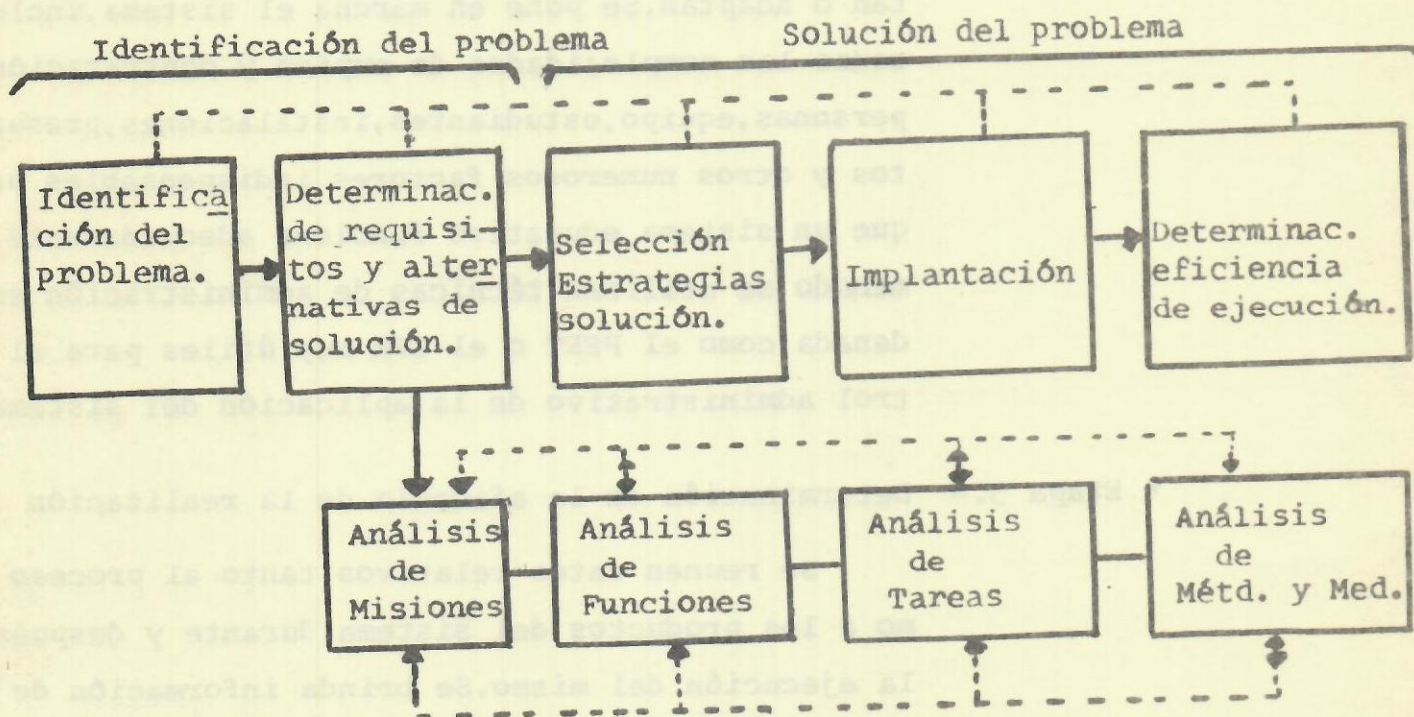 Identificación del problema
Solución del problema
Identifica
ción del
problema.
Determinac.
de requisi-
tos y alter
nativas de
solución.
Selección
Estrategias
solución.
Implantación
Determinac.
eficiencia
de ejecución.
Análisis
de
Misiones
Análisis
de
Funciones
Análisis
de
Tareas
Análisis
de
Métd. y Med.